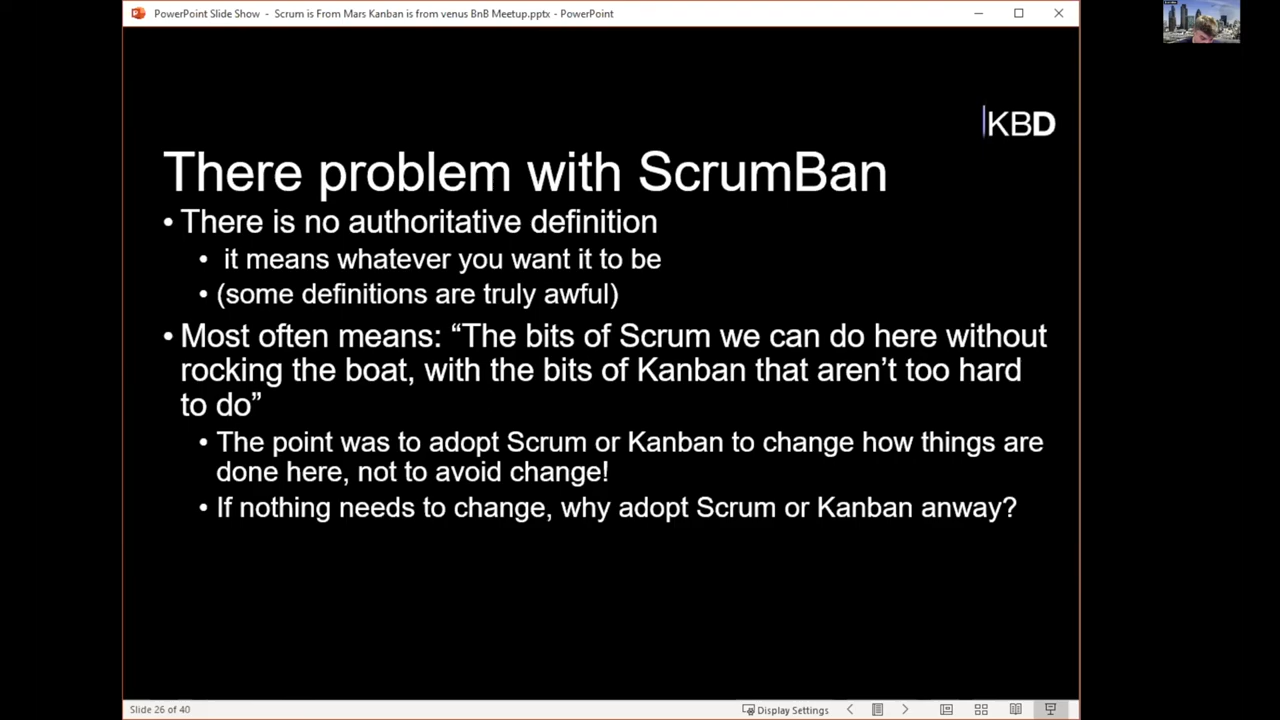 PowerPoint Slide Show - Scrum is From Mars Kanban is from venus BnB Meetup.pptx - PowerPoint
KBD
There problem with ScrumBan
• There is no authoritative definition
• it means whatever you want it to be
• (some definitions are truly awful)
• Most often means: “The bits of Scrum we can do here without
rocking the boat, with the bits of Kanban that aren’t too hard
to do”
• The point was to adopt Scrum or Kanban to change how things are
done here, not to avoid change!
• If nothing needs to change, why adopt Scrum or Kanban anway?
Slide 26 of 40
Display Settings